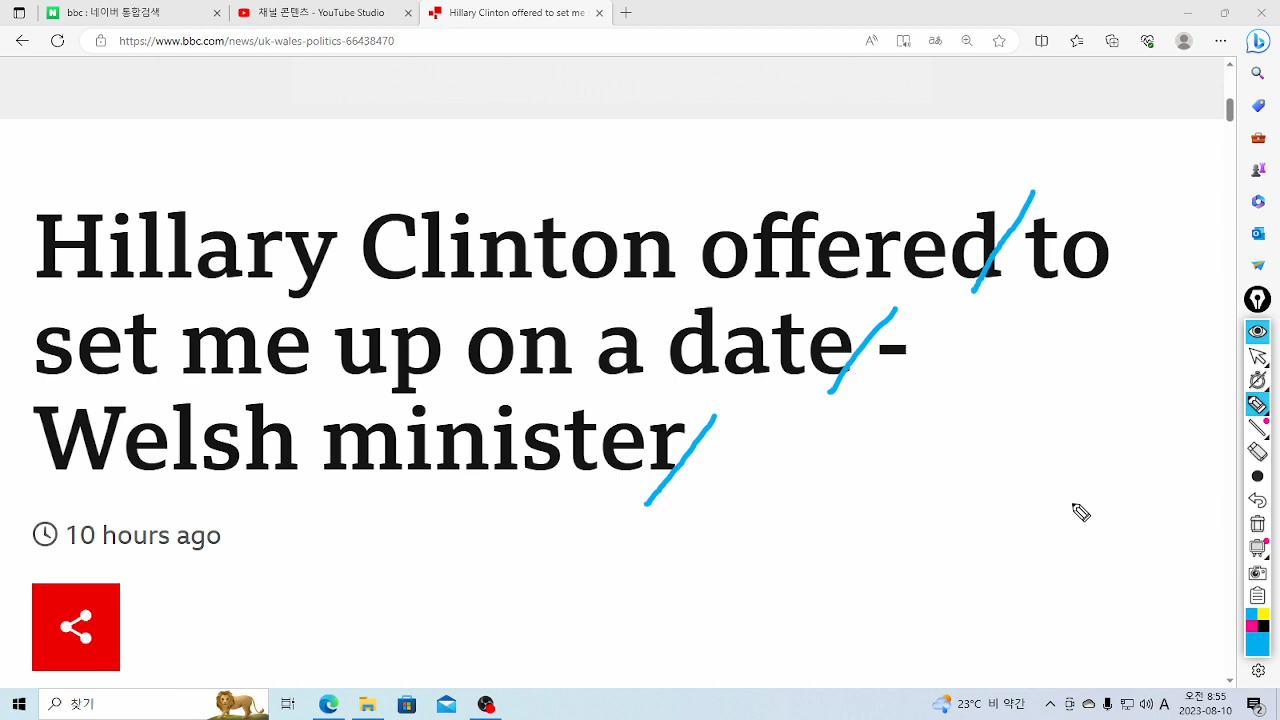 bbc : 네이버 통합검색
채널 콘텐츠 - YouTube Studio
Hillary Clinton offered to set me
https://www.bbc.com/news/uk-wales-politics-66438470
Hillary Clinton offered to
set me up on a date -
Welsh minister
10 hours ago
찾기
23°C 비 약간
A
오전 8:55
2023-08-10
2